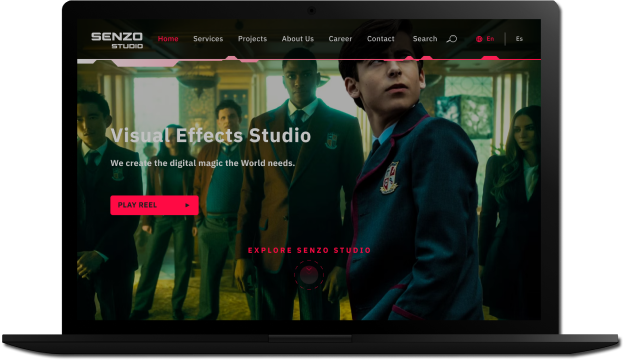 SENZO
STUDIO
Home Services Projects About Us Career Contact Search En Es
Visual Effects Studio
We create the digital magic the World needs.
PLAY REEL
EXPLORE SENZO STUDIO